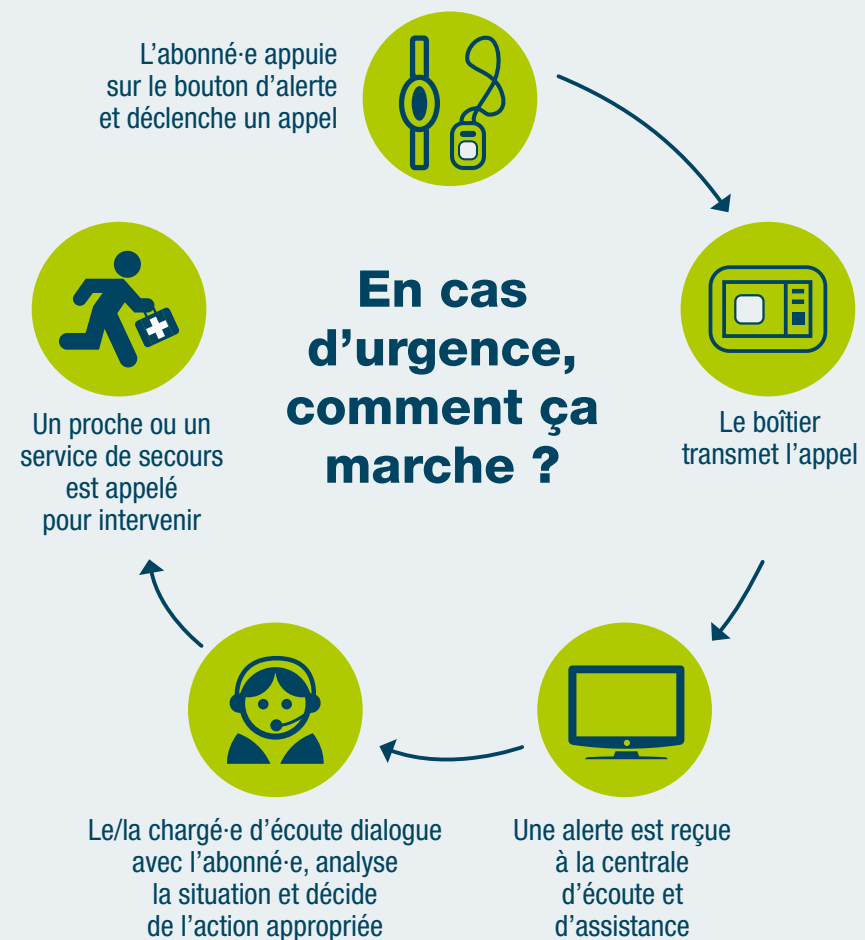 L’abonné·e appuie
sur le bouton d’alerte
et déclenche un appel
En cas
d’urgence,
comment ça
marche ?
Le boîtier
transmet l’appel
Une alerte est reçue
à la centrale
d’écoute et
d’assistance
Le/la chargé·e d’écoute dialogue
avec l’abonné·e, analyse
la situation et décide
de l’action appropriée
Un proche ou un
service de secours
est appelé
pour intervenir